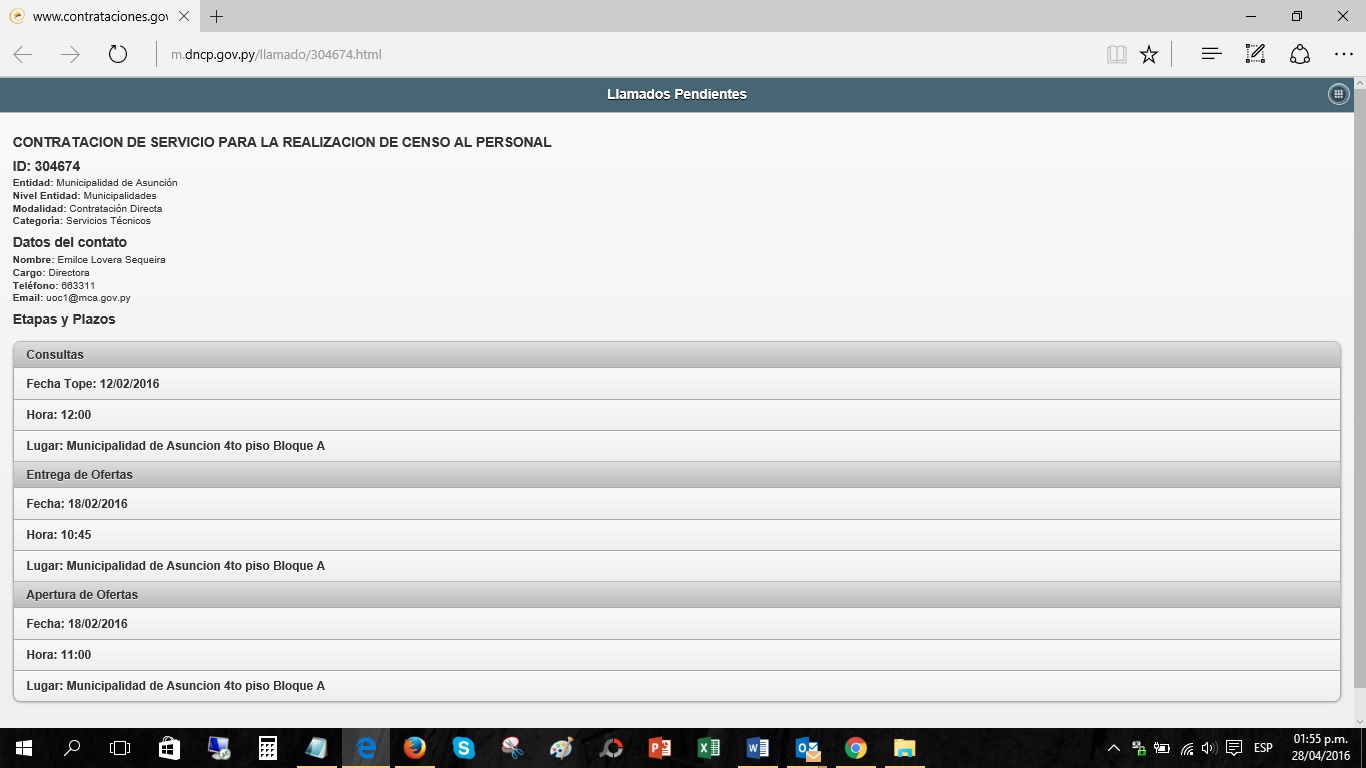 www.contrataciones.gov
m.dncp.gov.py/llamado/304674.html
Llamados Pendientes
CONTRATACION DE SERVICIO PARA LA REALIZACION DE CENSO AL PERSONAL
ID: 304674
Entidad: Municipalidad de Asunción
Nivel Entidad: Municipalidades
Modalidad: Contratación Directa
Categoría: Servicios Técnicos
Datos del contato
Nombre: Emilce Lovera Sequeira
Cargo: Directora
Teléfono: 663311
Email: uoc1@mca.gov.py
Etapas y Plazos
Consultas
Fecha Tope: 12/02/2016
Hora: 12:00
Lugar: Municipalidad de Asuncion 4to piso Bloque A
Entrega de Ofertas
Fecha: 18/02/2016
Hora: 10:45
Lugar: Municipalidad de Asuncion 4to piso Bloque A
Apertura de Ofertas
Fecha: 18/02/2016
Hora: 11:00
Lugar: Municipalidad de Asuncion 4to piso Bloque A
ESP
01:55 p.m.
28/04/2016